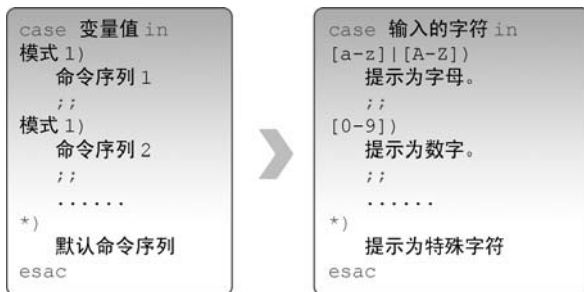 case 变量值 in
模式 1)
命令序列 1
;;
模式 1)
命令序列 2
;;
......
*)
默认命令序列
esac
case 输入的字符 in
[a-z]|[A-Z])
提示为字母。
;;
[0-9])
提示为数字。
;;
......
*)
提示为特殊字符
esac